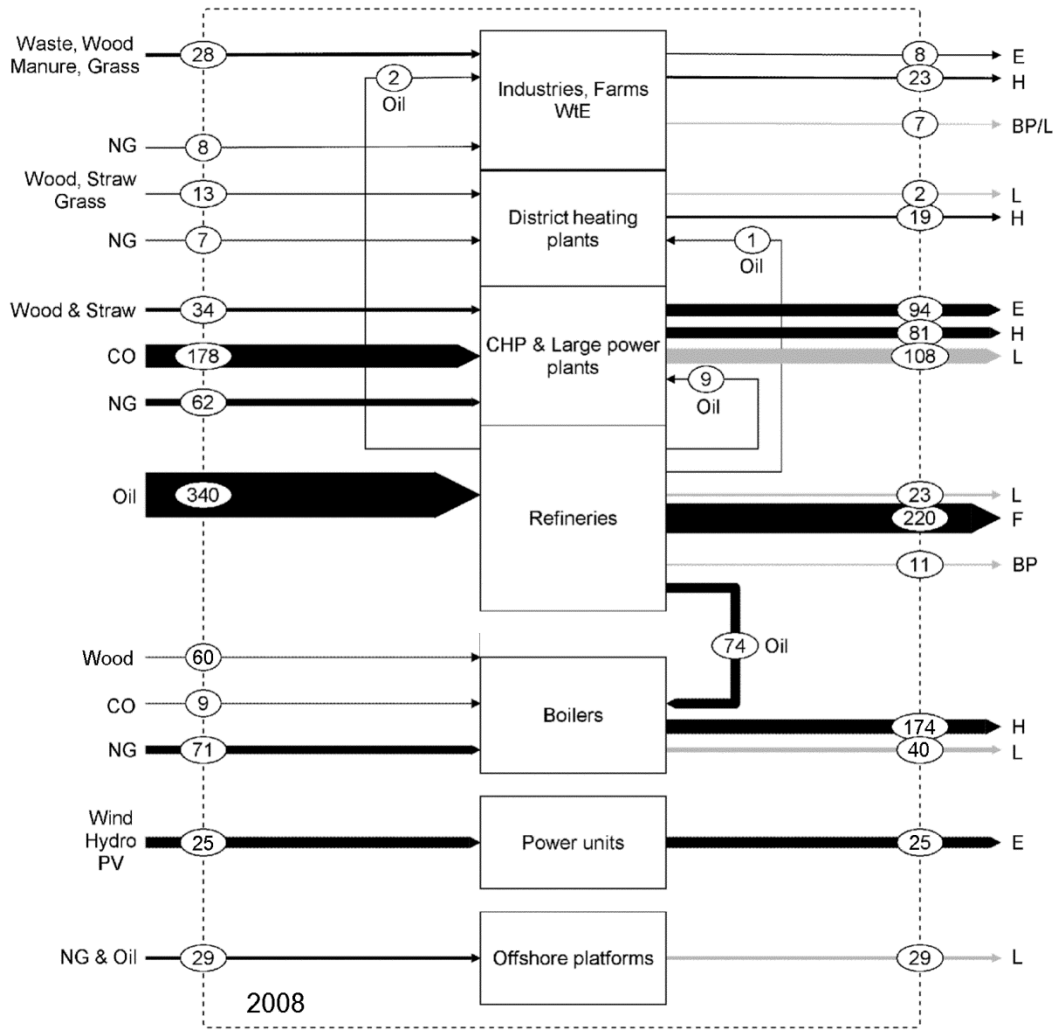 Waste, Wood
Manure, Grass
28
8
E
2
Oil
23
H
Industries, Farms
WtE
7
BP/L
NG
8
Wood, Straw
Grass
13
2
L
19
H
District heating
plants
NG
7
1
Oil
Wood & Straw
34
94
E
81
H
CO
178
CHP & Large power
plants
108
L
9
Oil
NG
62
Oil
340
23
L
Refineries
220
F
11
BP
74
Oil
Wood
60
CO
9
Boilers
174
H
NG
71
40
L
Wind
Hydro
PV
25
Power units
25
E
NG & Oil
29
Offshore platforms
29
L
2008